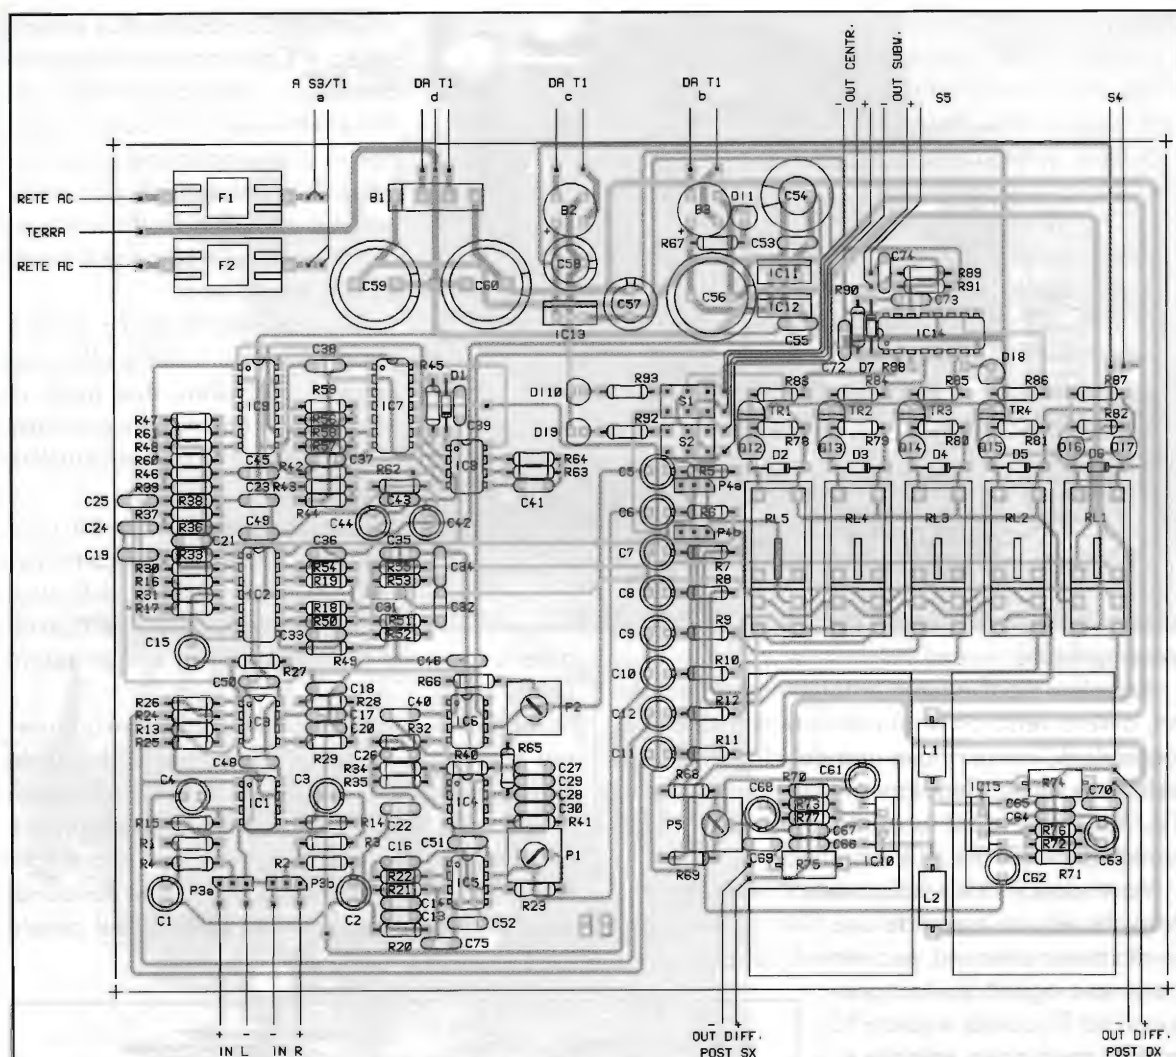 OUT CENTR.
OUT SUBW.
A S3/T1
a
DA T1
d
DA T1
c
DA T1
b
- + - +
S5
S4
RETE AC
TERRA
RETE AC
F1
F2
B1
B2
B3
D11
C54
R67
C53
C58
C59
C60
C57
C56
IC11
IC12
IC13
C55
C74
R89
R91
C73
R90
IC14
C72
D7
R88
D18
C38
R45
D1
R59
IC9
IC7
C39
D110
R93
S1
D19
R92
S2
R83
R84
R85
R86
R87
TR1
TR2
TR3
TR4
R82
R78
R79
R80
R81
D2
D3
D4
D5
D6
R47
R61
R48
R60
R46
R39
C45
R42
C37
R62
IC8
R64
R63
C41
C5
R5
P4a
C25
C23
R43
R38
R37
R44
C43
C24
R36
C49
C44
C42
C6
R6
P4b
C21
C19
R33
R30
R16
R31
R17
C36
C35
R54
R19
R53
C34
C7
R7
R8
C8
IC2
R18
R50
C31
R51
R52
C32
C33
C9
R9
C15
R49
RL5
RL4
RL3
RL2
RL1
R27
C50
C46
R66
C10
R10
R26
R24
R13
R25
IC3
C18
R28
C17
C20
R29
C40
R32
IC6
P2
C12
R12
C26
R40
R65
C11
R11
C48
R34
R35
C27
C29
C28
C30
R41
C4
IC1
C3
IC4
C22
R68
R15
R14
R1
R4
R2
R3
C16
C51
P1
P5
R69
P3a
P3b
R22
R21
C14
C13
IC5
R23
C1
C2
R20
C75
C52
L1
C61
C68
R70
R73
R77
C67
C66
IC10
C69
R75
R74
C65
C64
C70
R76
R72
R71
C63
C62
L2
+ - - +
IN L
IN R
- +
OUT DIFF.
POST SX
- +
OUT DIFF.
POST DX